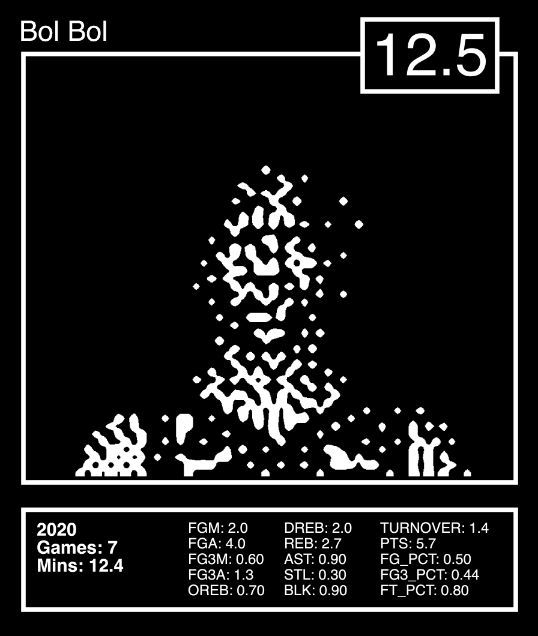 Bol Bol
12.5
2020
Games: 7
Mins: 12.4
FGM: 2.0
FGA: 4.0
FG3M: 0.60
FG3A: 1.3
OREB: 0.70
DREB: 2.0
REB: 2.7
AST: 0.90
STL: 0.30
BLK: 0.90
TURNOVER: 1.4
PTS: 5.7
FG_PCT: 0.50
FG3_PCT: 0.44
FT_PCT: 0.80